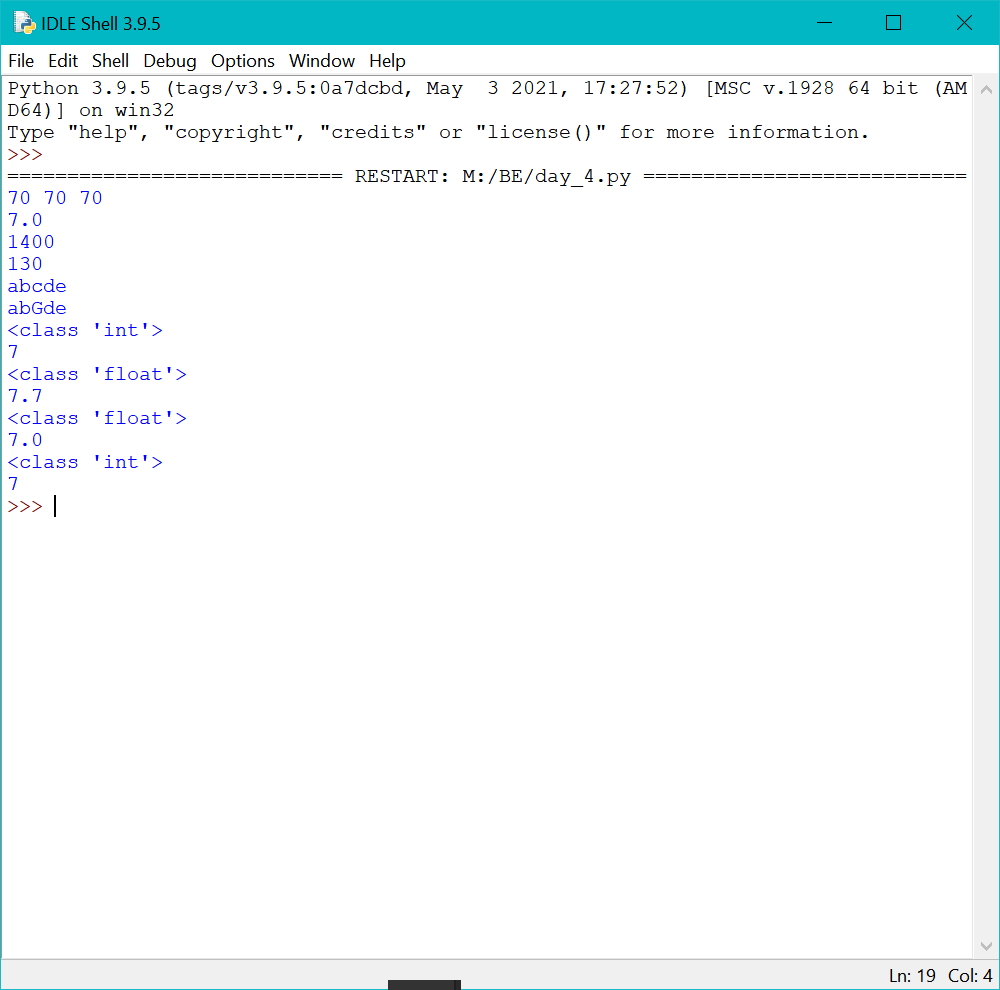 IDLE Shell 3.9.5
File Edit Shell Debug Options Window Help
Python 3.9.5 (tags/v3.9.5:0a7dcbd, May  3 2021, 17:27:52) [MSC v.1928 64 bit (AM
D64)] on win32
Type "help", "copyright", "credits" or "license()" for more information.
>>>
============================ RESTART: M:/BE/day_4.py ===========================
70 70 70
7.0
1400
130
abcde
abGde
<class 'int'>
7
<class 'float'>
7.7
<class 'float'>
7.0
<class 'int'>
7
>>>
Ln: 19 Col: 4